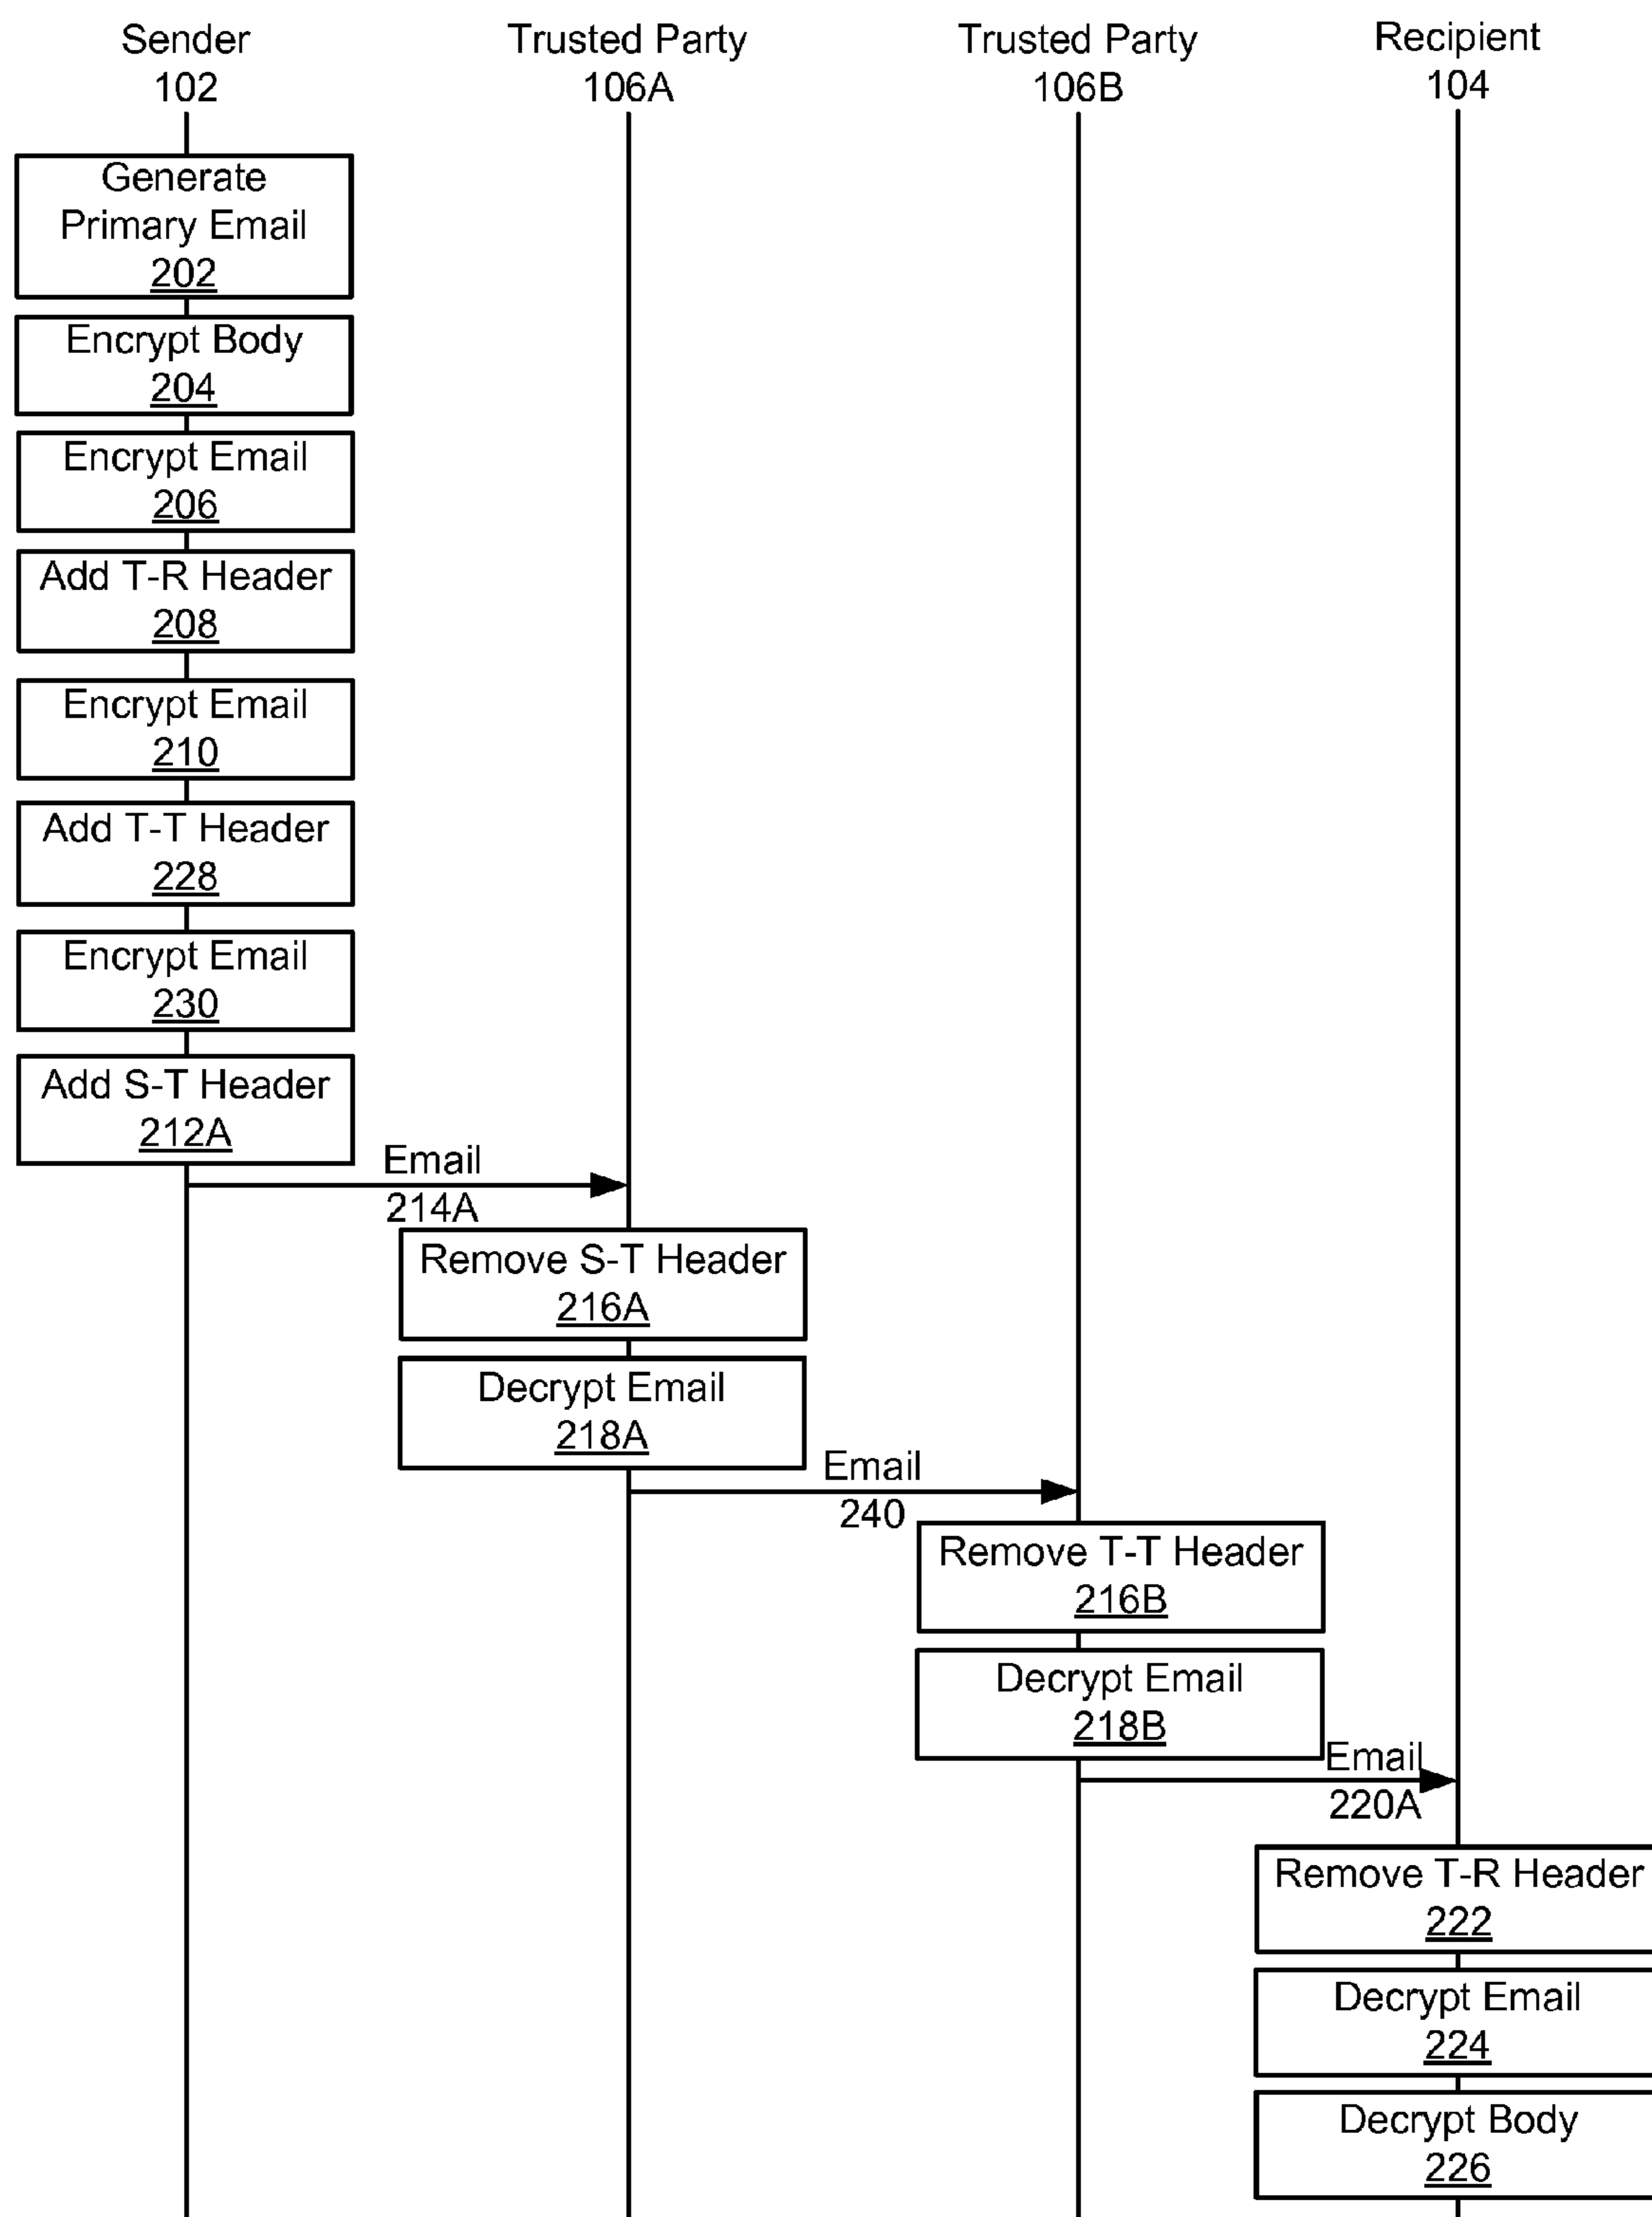 Sender
102
Trusted Party
106A
Trusted Party
106B
Recipient
104
Generate
Primary Email
202
Encrypt Body
204
Encrypt Email
206
Add T-R Header
208
Encrypt Email
210
Add T-T Header
228
Encrypt Email
230
Add S-T Header
212A
Email
214A
Remove S-T Header
216A
Decrypt Email
218A
Email
240
Remove T-T Header
216B
Decrypt Email
218B
Email
220A
Remove T-R Header
222
Decrypt Email
224
Decrypt Body
226